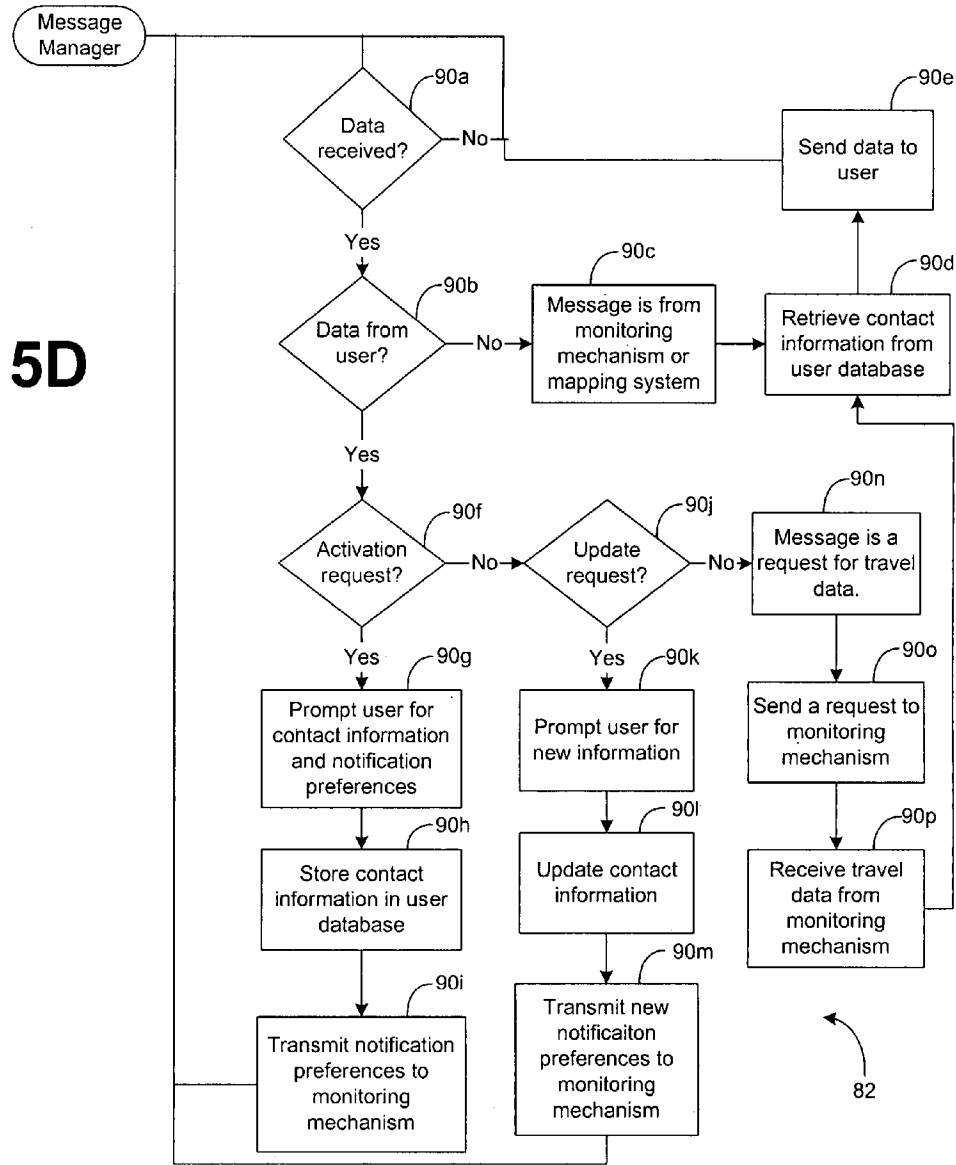 Message
Manager
90a
Data
received?
No
90e
Send data to
user
Yes
90b
Data from
user?
No
90c
Message is from
monitoring
mechanism or
mapping system
90d
Retrieve contact
information from
user database
5D
Yes
90f
Activation
request?
No
90j
Update
request?
No
90n
Message is a
request for travel
data.
Yes
90g
Prompt user for
contact information
and notification
preferences
Yes
90k
Prompt user for
new information
90o
Send a request to
monitoring
mechanism
90h
Store contact
information in user
database
90l
Update contact
information
90p
Receive travel
data from
monitoring
mechanism
90i
Transmit notification
preferences to
monitoring
mechanism
90m
Transmit new
notificaiton
preferences to
monitoring
mechanism
82